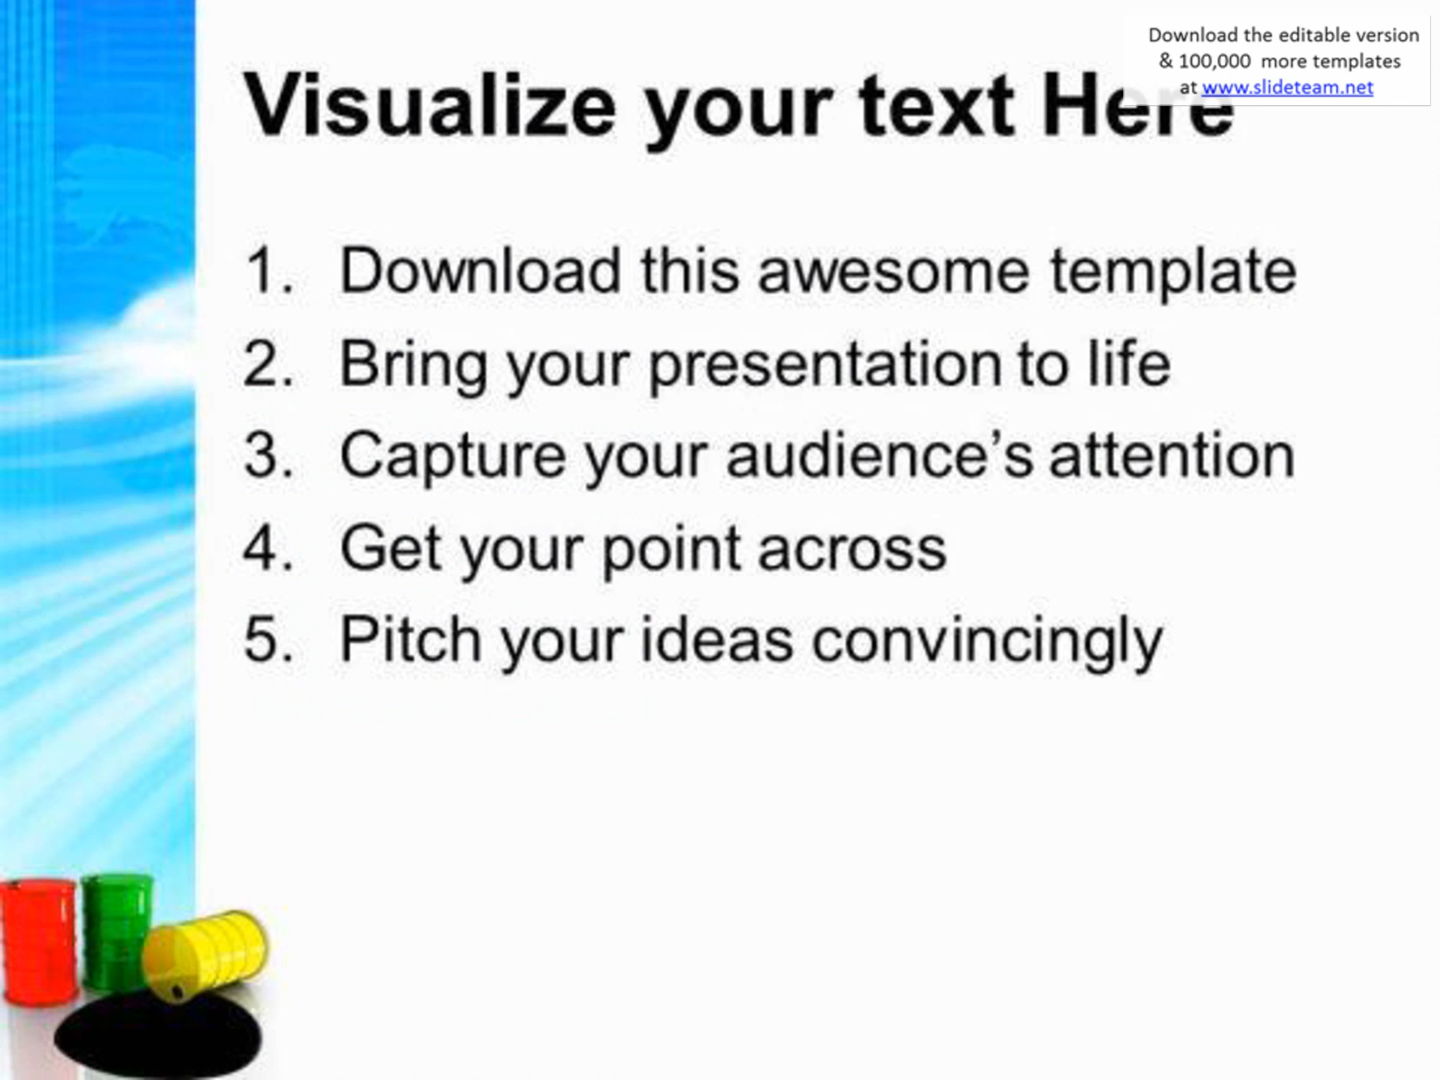 Download the editable version
& 100,000 more templates
at www.slideteam.net
Visualize your text Here
1. Download this awesome template
2. Bring your presentation to life
3. Capture your audience’s attention
4. Get your point across
5. Pitch your ideas convincingly